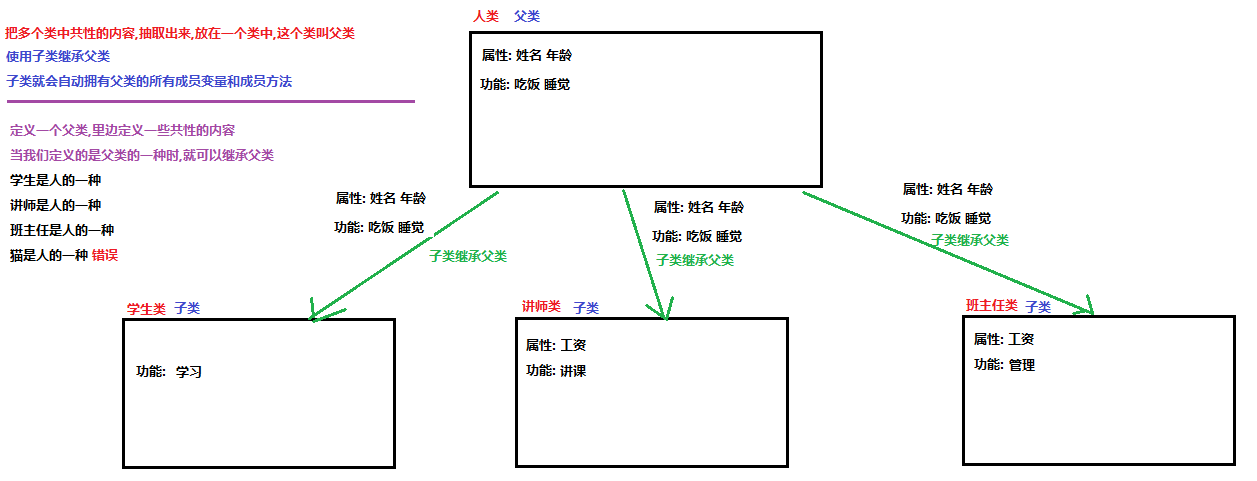 把多个类中共性的内容,抽取出来,放在一个类中,这个类叫父类
使用子类继承父类
子类就会自动拥有父类的所有成员变量和成员方法
定义一个父类,里边定义一些共性的内容
当我们定义的是父类的一种时,就可以继承父类
学生是人的一种
讲师是人的一种
班主任是人的一种
猫是人的一种 错误
人类 父类
属性: 姓名 年龄
功能: 吃饭 睡觉
属性: 姓名 年龄
功能: 吃饭 睡觉
子类继承父类
属性: 姓名 年龄
功能: 吃饭 睡觉
子类继承父类
属性: 姓名 年龄
功能: 吃饭 睡觉
子类继承父类
学生类 子类
功能: 学习
讲师类 子类
属性: 工资
功能: 讲课
班主任类 子类
属性: 工资
功能: 管理